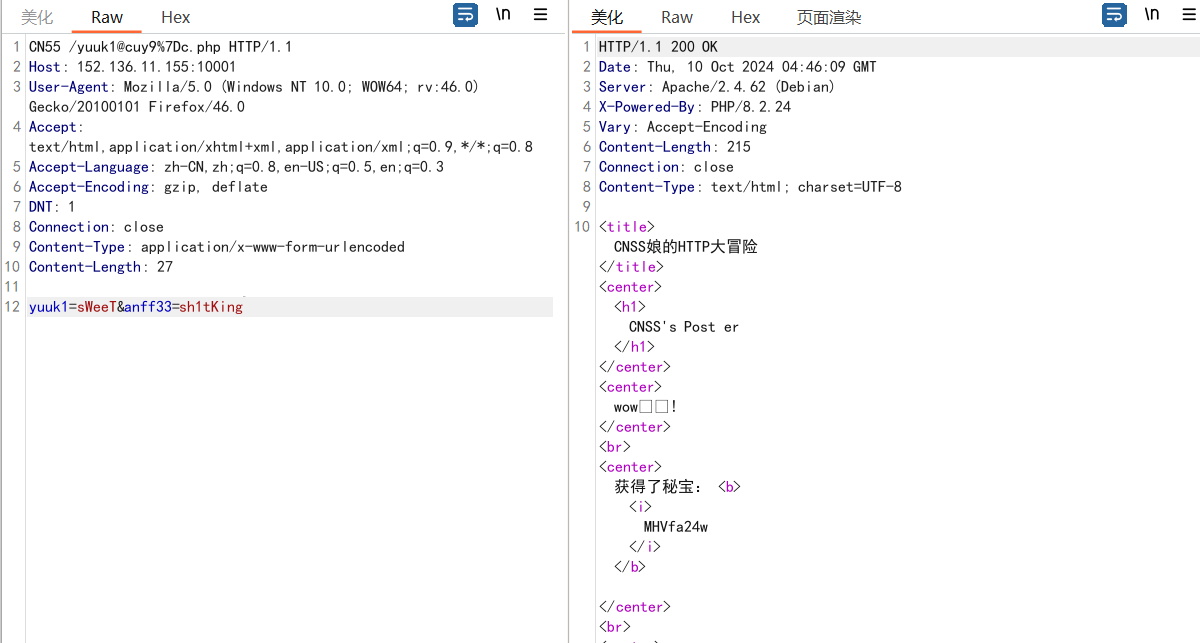 美化 Raw Hex \n
1 CN55 /yuuk1@cuy9%7Dc.php HTTP/1.1
2 Host: 152.136.11.155:10001
3 User-Agent: Mozilla/5.0 (Windows NT 10.0; WOW64; rv:46.0)
Gecko/20100101 Firefox/46.0
4 Accept:
text/html,application/xhtml+xml,application/xml;q=0.9,*/*;q=0.8
5 Accept-Language: zh-CN,zh;q=0.8,en-US;q=0.5,en;q=0.3
6 Accept-Encoding: gzip, deflate
7 DNT: 1
8 Connection: close
9 Content-Type: application/x-www-form-urlencoded
10 Content-Length: 27
11
12 yuuk1=sWeeT&anff33=sh1tKing
美化 Raw Hex 页面渲染 \n
1 HTTP/1.1 200 OK
2 Date: Thu, 10 Oct 2024 04:46:09 GMT
3 Server: Apache/2.4.62 (Debian)
4 X-Powered-By: PHP/8.2.24
5 Vary: Accept-Encoding
6 Content-Length: 215
7 Connection: close
8 Content-Type: text/html; charset=UTF-8
9
10 <title>
CNSS娘的HTTP大冒险
</title>
<center>
<h1>
CNSS's Post er
</h1>
</center>
<center>
wow□□!
</center>
<br>
<center>
获得了秘宝： <b>
<i>
MHVfa24w
</i>
</b>
</center>
<br>